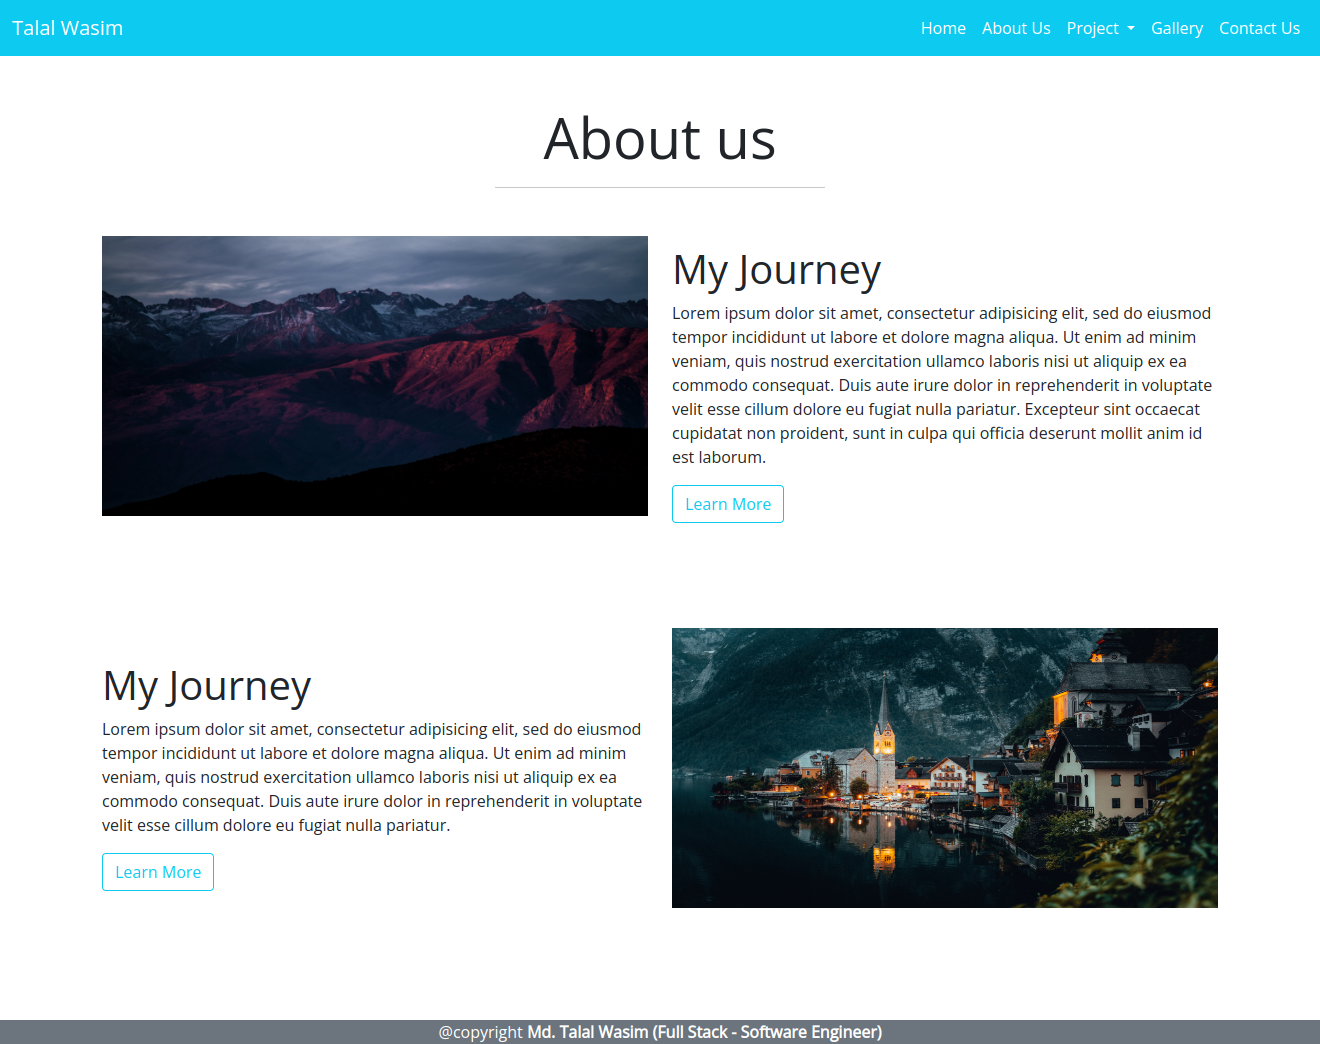 Talal Wasim
Home About Us Project Gallery Contact Us
About us
My Journey
Lorem ipsum dolor sit amet, consectetur adipisicing elit, sed do eiusmod
tempor incididunt ut labore et dolore magna aliqua. Ut enim ad minim
veniam, quis nostrud exercitation ullamco laboris nisi ut aliquip ex ea
commodo consequat. Duis aute irure dolor in reprehenderit in voluptate
velit esse cillum dolore eu fugiat nulla pariatur. Excepteur sint occaecat
cupidatat non proident, sunt in culpa qui officia deserunt mollit anim id
est laborum.
Learn More
My Journey
Lorem ipsum dolor sit amet, consectetur adipisicing elit, sed do eiusmod
tempor incididunt ut labore et dolore magna aliqua. Ut enim ad minim
veniam, quis nostrud exercitation ullamco laboris nisi ut aliquip ex ea
commodo consequat. Duis aute irure dolor in reprehenderit in voluptate
velit esse cillum dolore eu fugiat nulla pariatur.
Learn More
@copyright Md. Talal Wasim (Full Stack - Software Engineer)